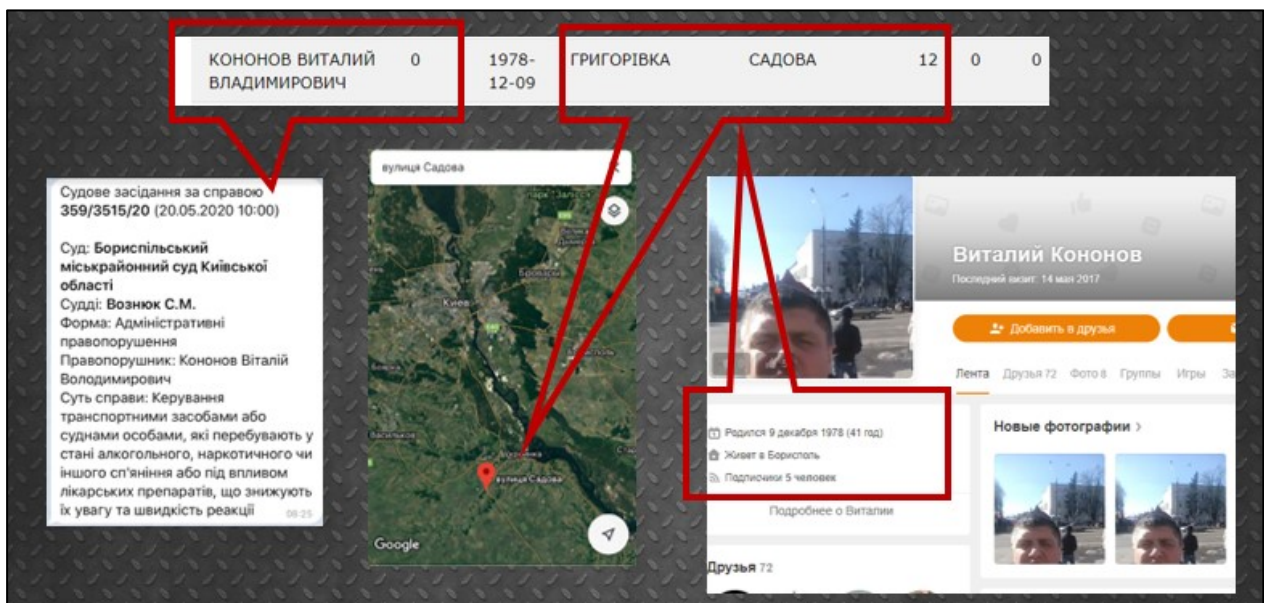 КОНОНОВ ВИТАЛИЙ 0 1978- ГРИГОРІВКА САДОВА 12 0 0
ВЛАДИМИРОВИЧ 12-09
Судове засідання за справою
359/3515/20 (20.05.2020 10:00)
Суд: Бориспільський
міськрайонний суд Київської
області
Судді: Вознюк С.М.
Форма: Адміністративні
правопорушення
Правопорушник: Кононов Віталій
Володимирович
Суть справи: Керування
транспортними засобами або
суднами особами, які перебувають у
стані алкогольного, наркотичного чи
іншого сп'яніння або під впливом
лікарських препаратів, що знижують
їх увагу та швидкість реакції 08:25
вулиця Садова
Бровары
Киев
Боярка
Васильков
вулиця Садова
Google
Виталий Кононов
Последний визит: 14 мая 2017
Добавить в друзья
Лента Друзья 72 Фото 8 Группы Игры
Родился 9 декабря 1978 (41 год)
Живет в Борисполь
Подписчики 5 человек
Подробнее о Виталии
Друзья 72
Новые фотографии